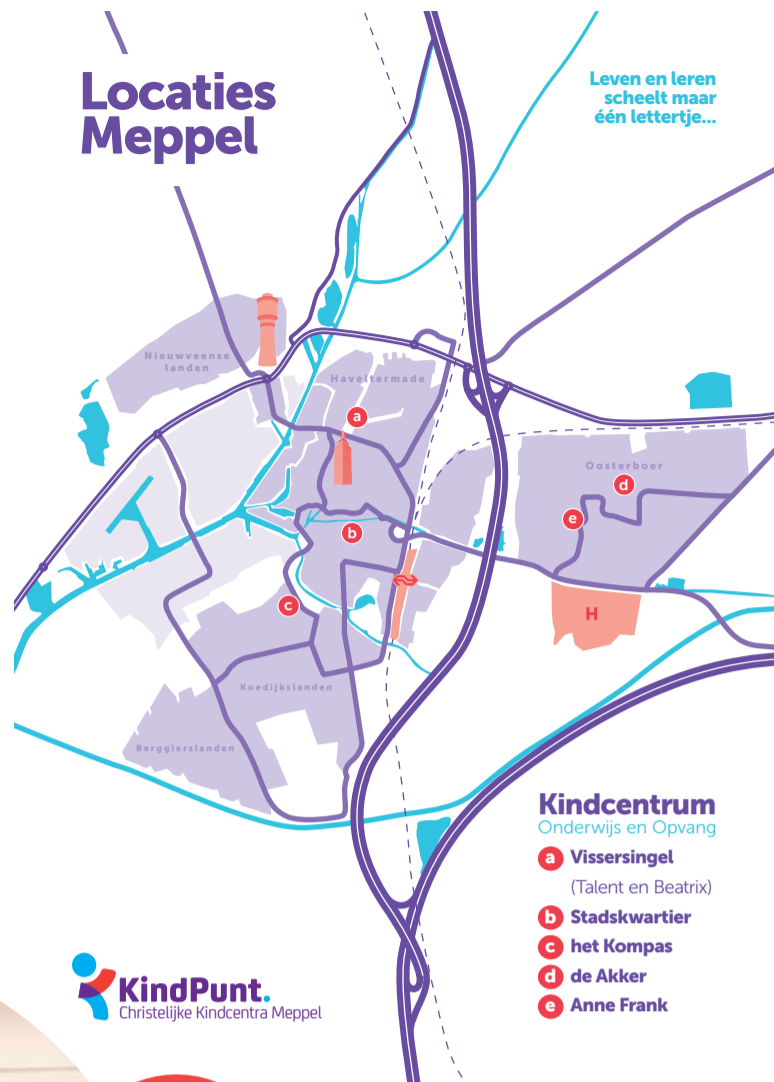 Locaties
Meppel
Leven en leren
scheelt maar
één lettertje...
Nieuwveense
landen
Haveltermade
a
Oosterboer
d
e
b
c
H
Koedijkslanden
Berggierslanden
Kindcentrum
Onderwijs en Opvang
a Vissersingel
(Talent en Beatrix)
b Stadskwartier
c het Kompas
d de Akker
e Anne Frank
KindPunt.
Christelijke Kindcentra Meppel